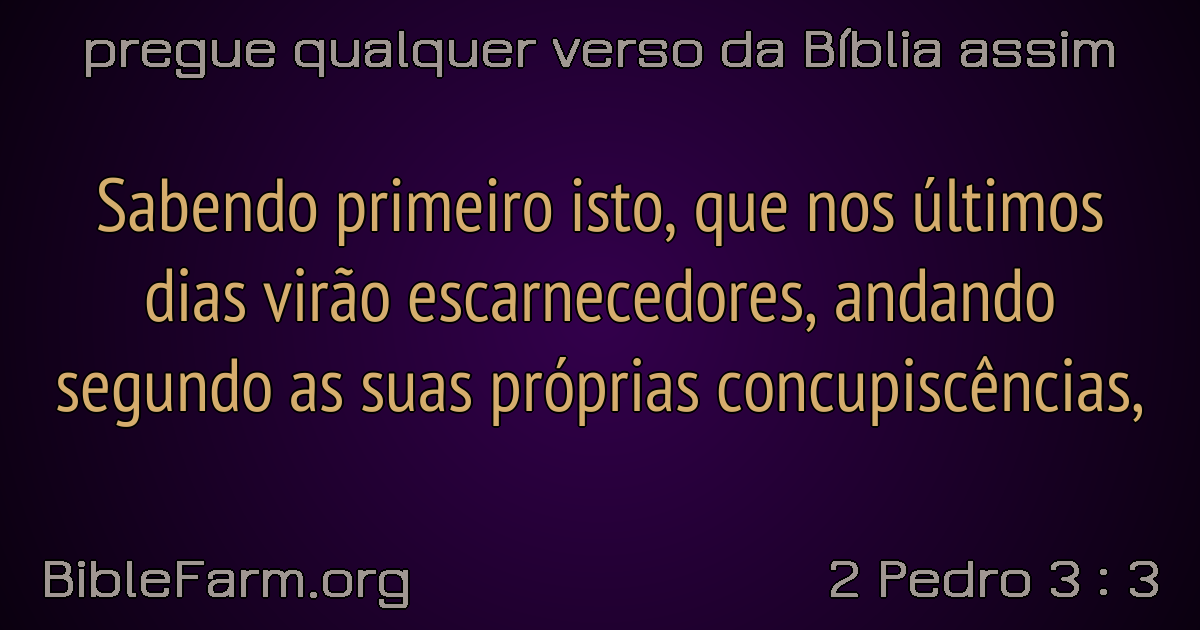 pregue qualquer verso da Bíblia assim
Sabendo primeiro isto, que nos últimos
dias virão escarnecedores, andando
segundo as suas próprias concupiscências,
BibleFarm.org
2 Pedro 3 : 3